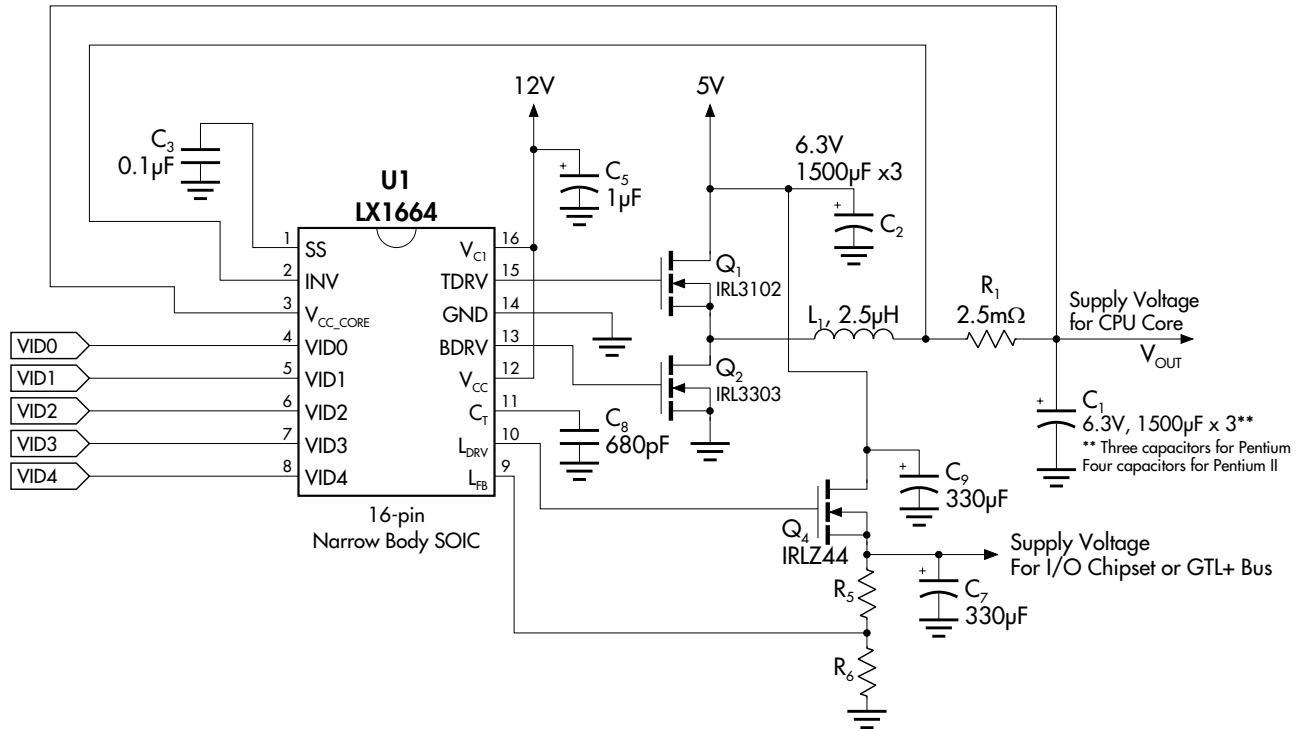 12V
5V
C3
0.1µF
6.3V
1500µF x3
+
C5
1µF
+
C2
U1
LX1664
1
SS
VC1
16
2
INV
TDRV
15
3
VCC_CORE
GND
14
VID0
4
VID0
BDRV
13
VID1
5
VID1
VCC
12
VID2
6
VID2
CT
11
VID3
7
VID3
LDRV
10
VID4
8
VID4
LFB
9
16-pin
Narrow Body SOIC
Q1
IRL3102
Q2
IRL3303
L1, 2.5µH
R1
2.5mΩ
Supply Voltage
for CPU Core
VOUT
C8
680pF
+
C1
6.3V, 1500µF x 3**
** Three capacitors for Pentium
Four capacitors for Pentium II
+
C9
330µF
Q4
IRLZ44
Supply Voltage
For I/O Chipset or GTL+ Bus
R5
+
C7
330µF
R6